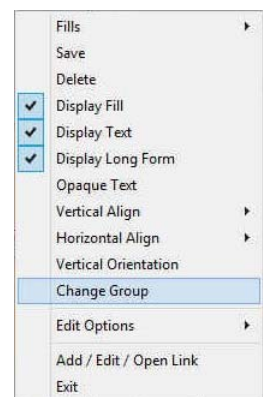 Fills
Save
Delete
Display Fill
Display Text
Display Long Form
Opaque Text
Vertical Align
Horizontal Align
Vertical Orientation
Change Group
Edit Options
Add / Edit / Open Link
Exit